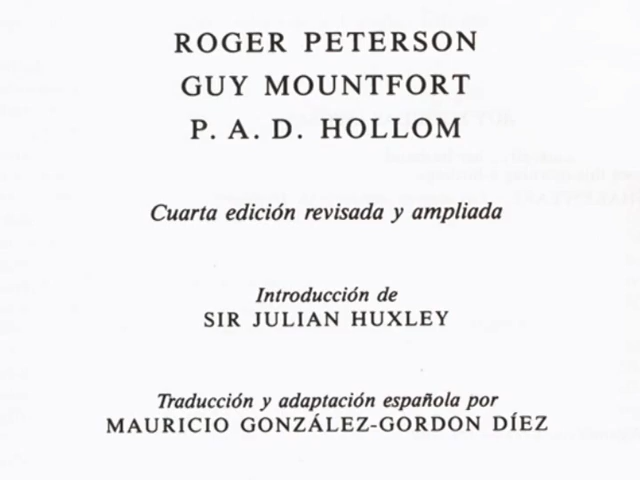 ROGER PETERSON
GUY MOUNTFORT
P. A. D. HOLLOM
Cuarta edición revisada y ampliada
Introducción de
SIR JULIAN HUXLEY
Traducción y adaptación española por
MAURICIO GONZÁLEZ-GORDON DÍEZ